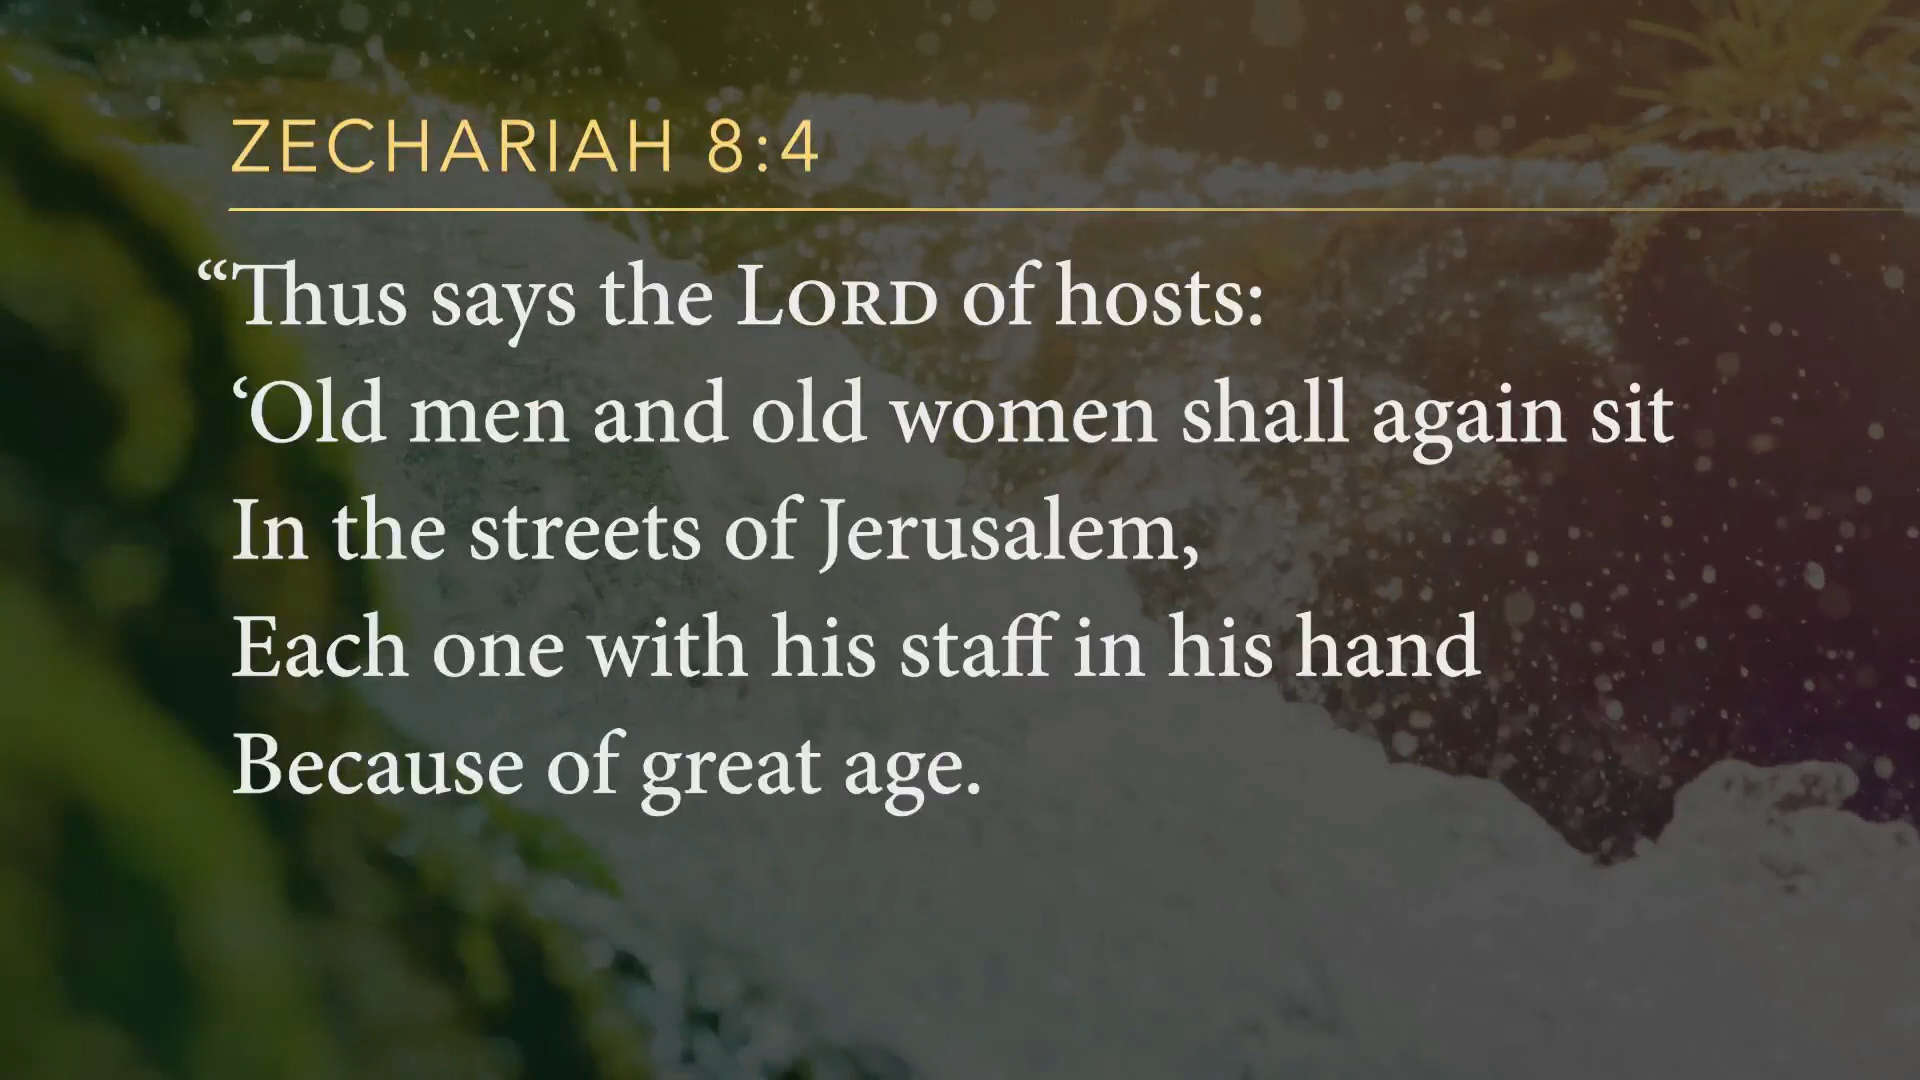 ZECHARIAH 8:4
“Thus says the LORD of hosts:
‘Old men and old women shall again sit
In the streets of Jerusalem,
Each one with his staff in his hand
Because of great age.